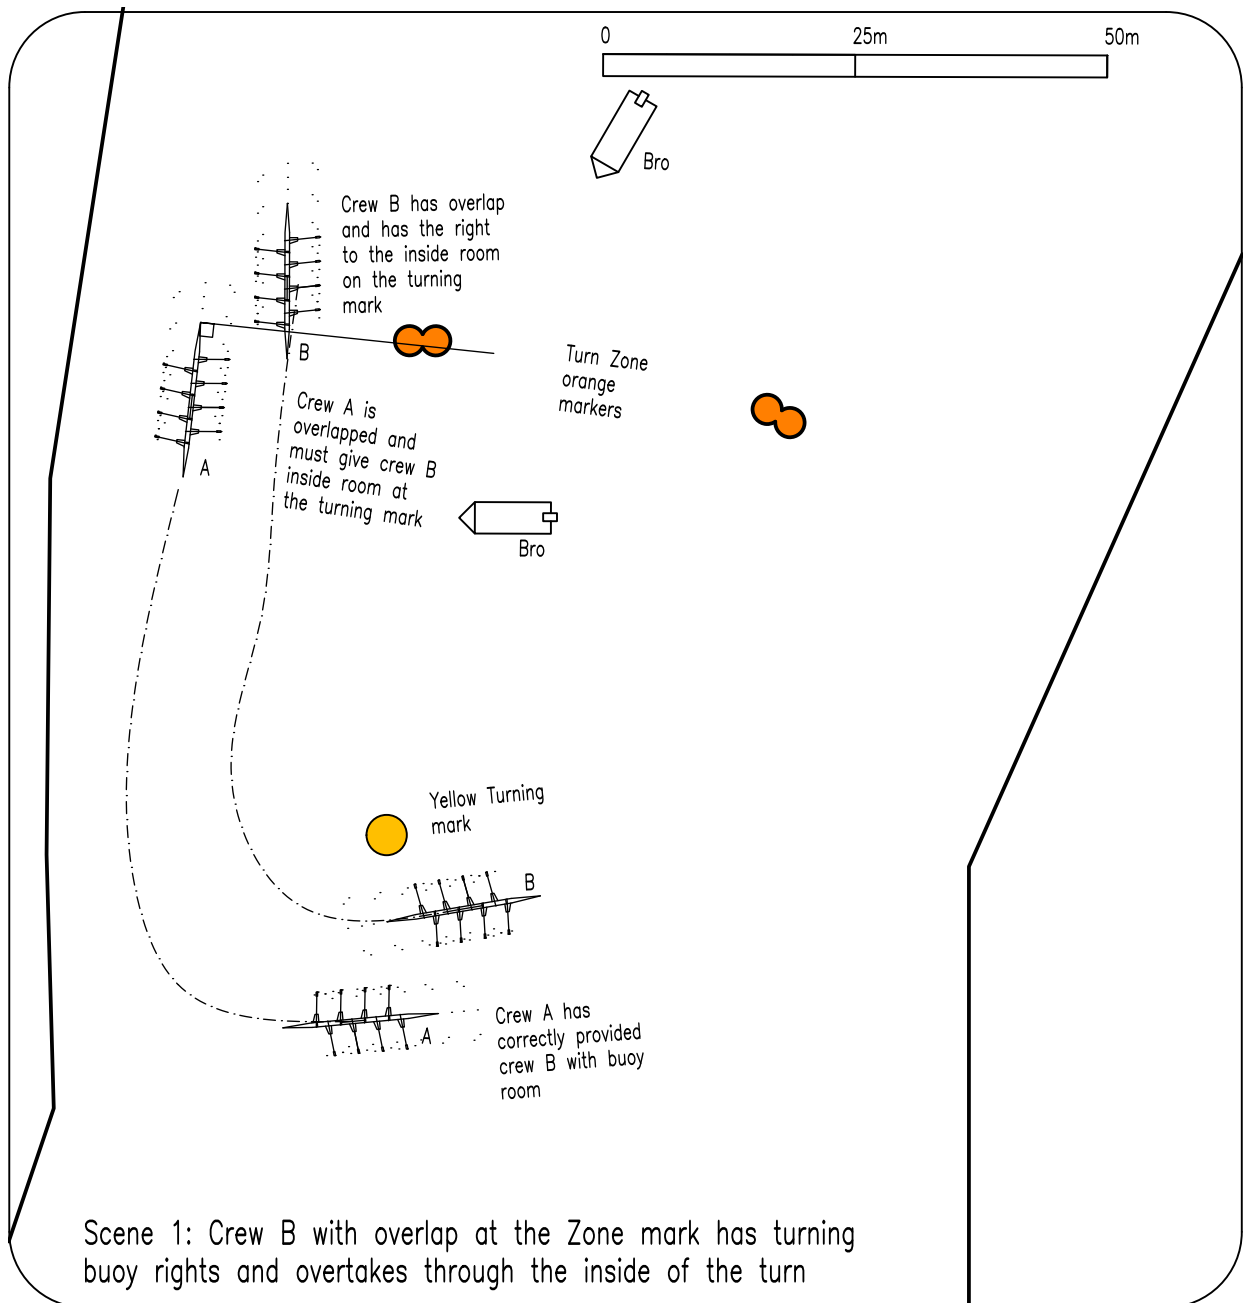 0 25m 50m
Bro
Crew B has overlap
and has the right
to the inside room
on the turning
mark
B
Turn Zone
orange
markers
Crew A is
overlapped and
must give crew B
inside room at
the turning mark
A
Bro
Yellow Turning
mark
B
Crew A has
correctly provided
crew B with buoy
room
A
Scene 1: Crew B with overlap at the Zone mark has turning
buoy rights and overtakes through the inside of the turn